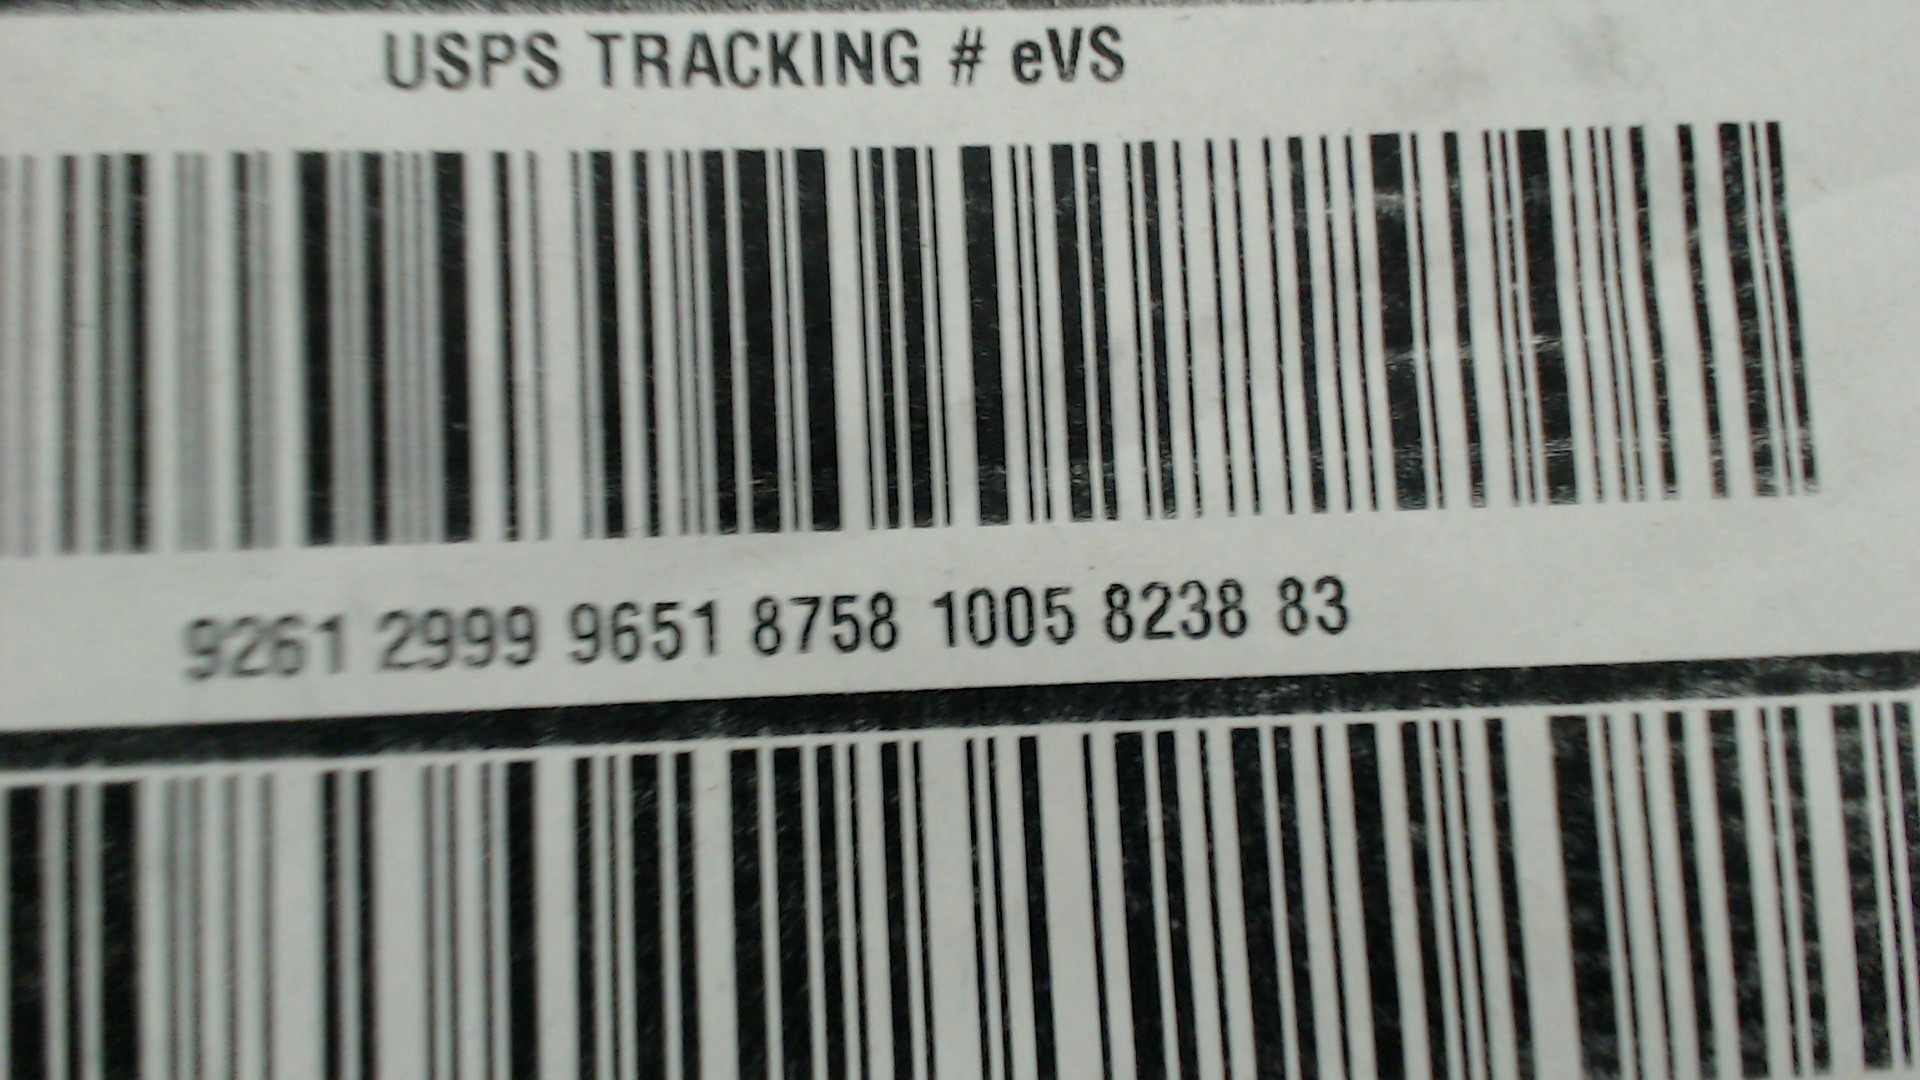 USPS TRACKING # eVS
9261 2999 9651 8758 1005 8238 83